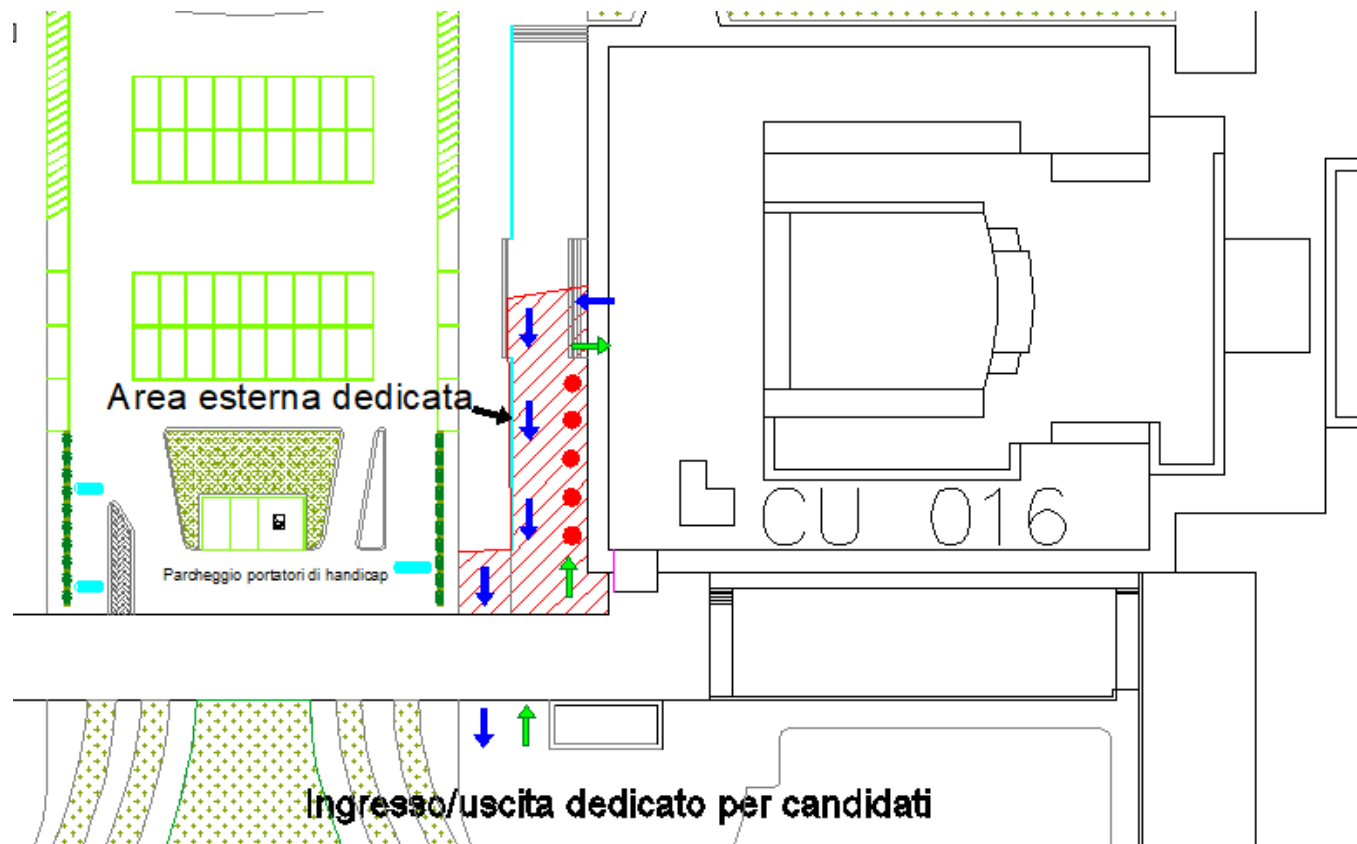 Area esterna dedicata
CU 016
Parcheggio portatori di handicap
Ingresso/uscita dedicato per candidati